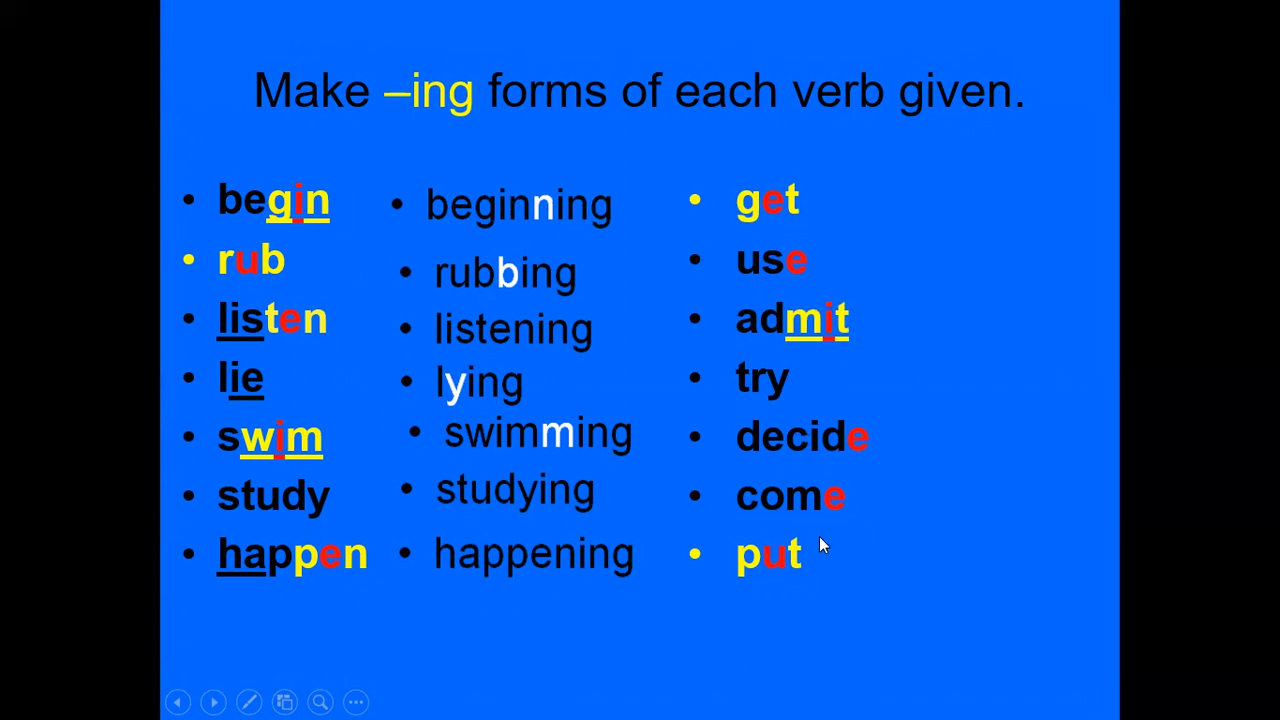 Make –ing forms of each verb given.
• begin
• rub
• listen
• lie
• swim
• study
• happen
• beginning
• rubbing
• listening
• lying
• swimming
• studying
• happening
• get
• use
• admit
• try
• decide
• come
• put